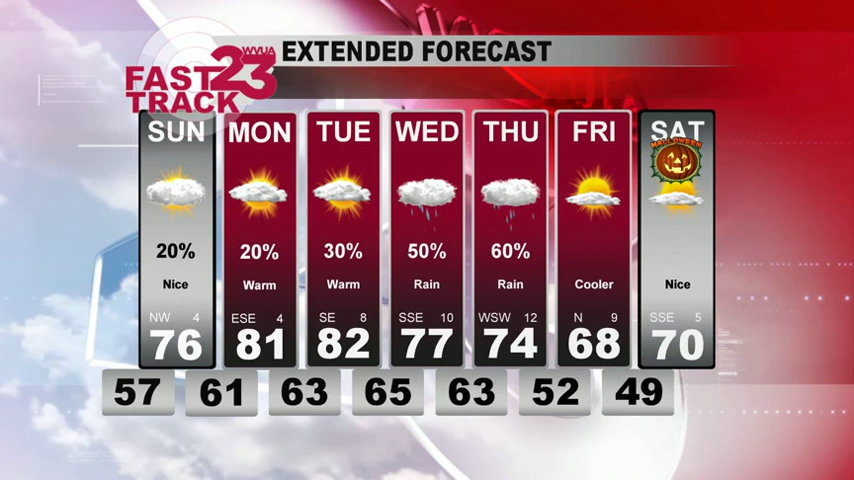 WVUA
23
FAST
TRACK
EXTENDED FORECAST
SUN MON TUE WED THU FRI SAT
HALLOWEEN
20% 20% 30% 50% 60%
Nice Warm Warm Rain Rain Cooler Nice
NW 4 ESE 4 SE 8 SSE 10 WSW 12 N 9 SSE 5
76 81 82 77 74 68 70
57 61 63 65 63 52 49